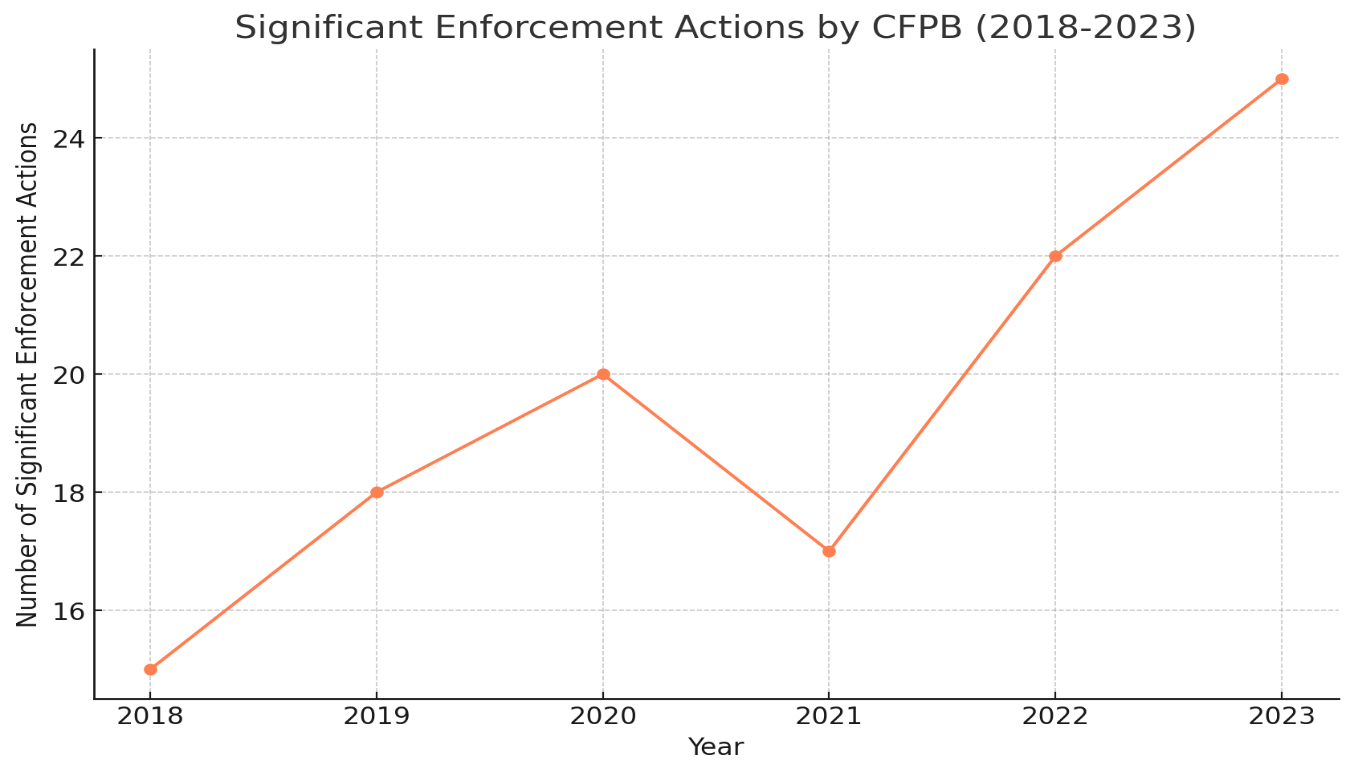 Significant Enforcement Actions by CFPB (2018-2023)
Number of Significant Enforcement Actions
24
22
20
18
16
2018 2019 2020 2021 2022 2023
Year